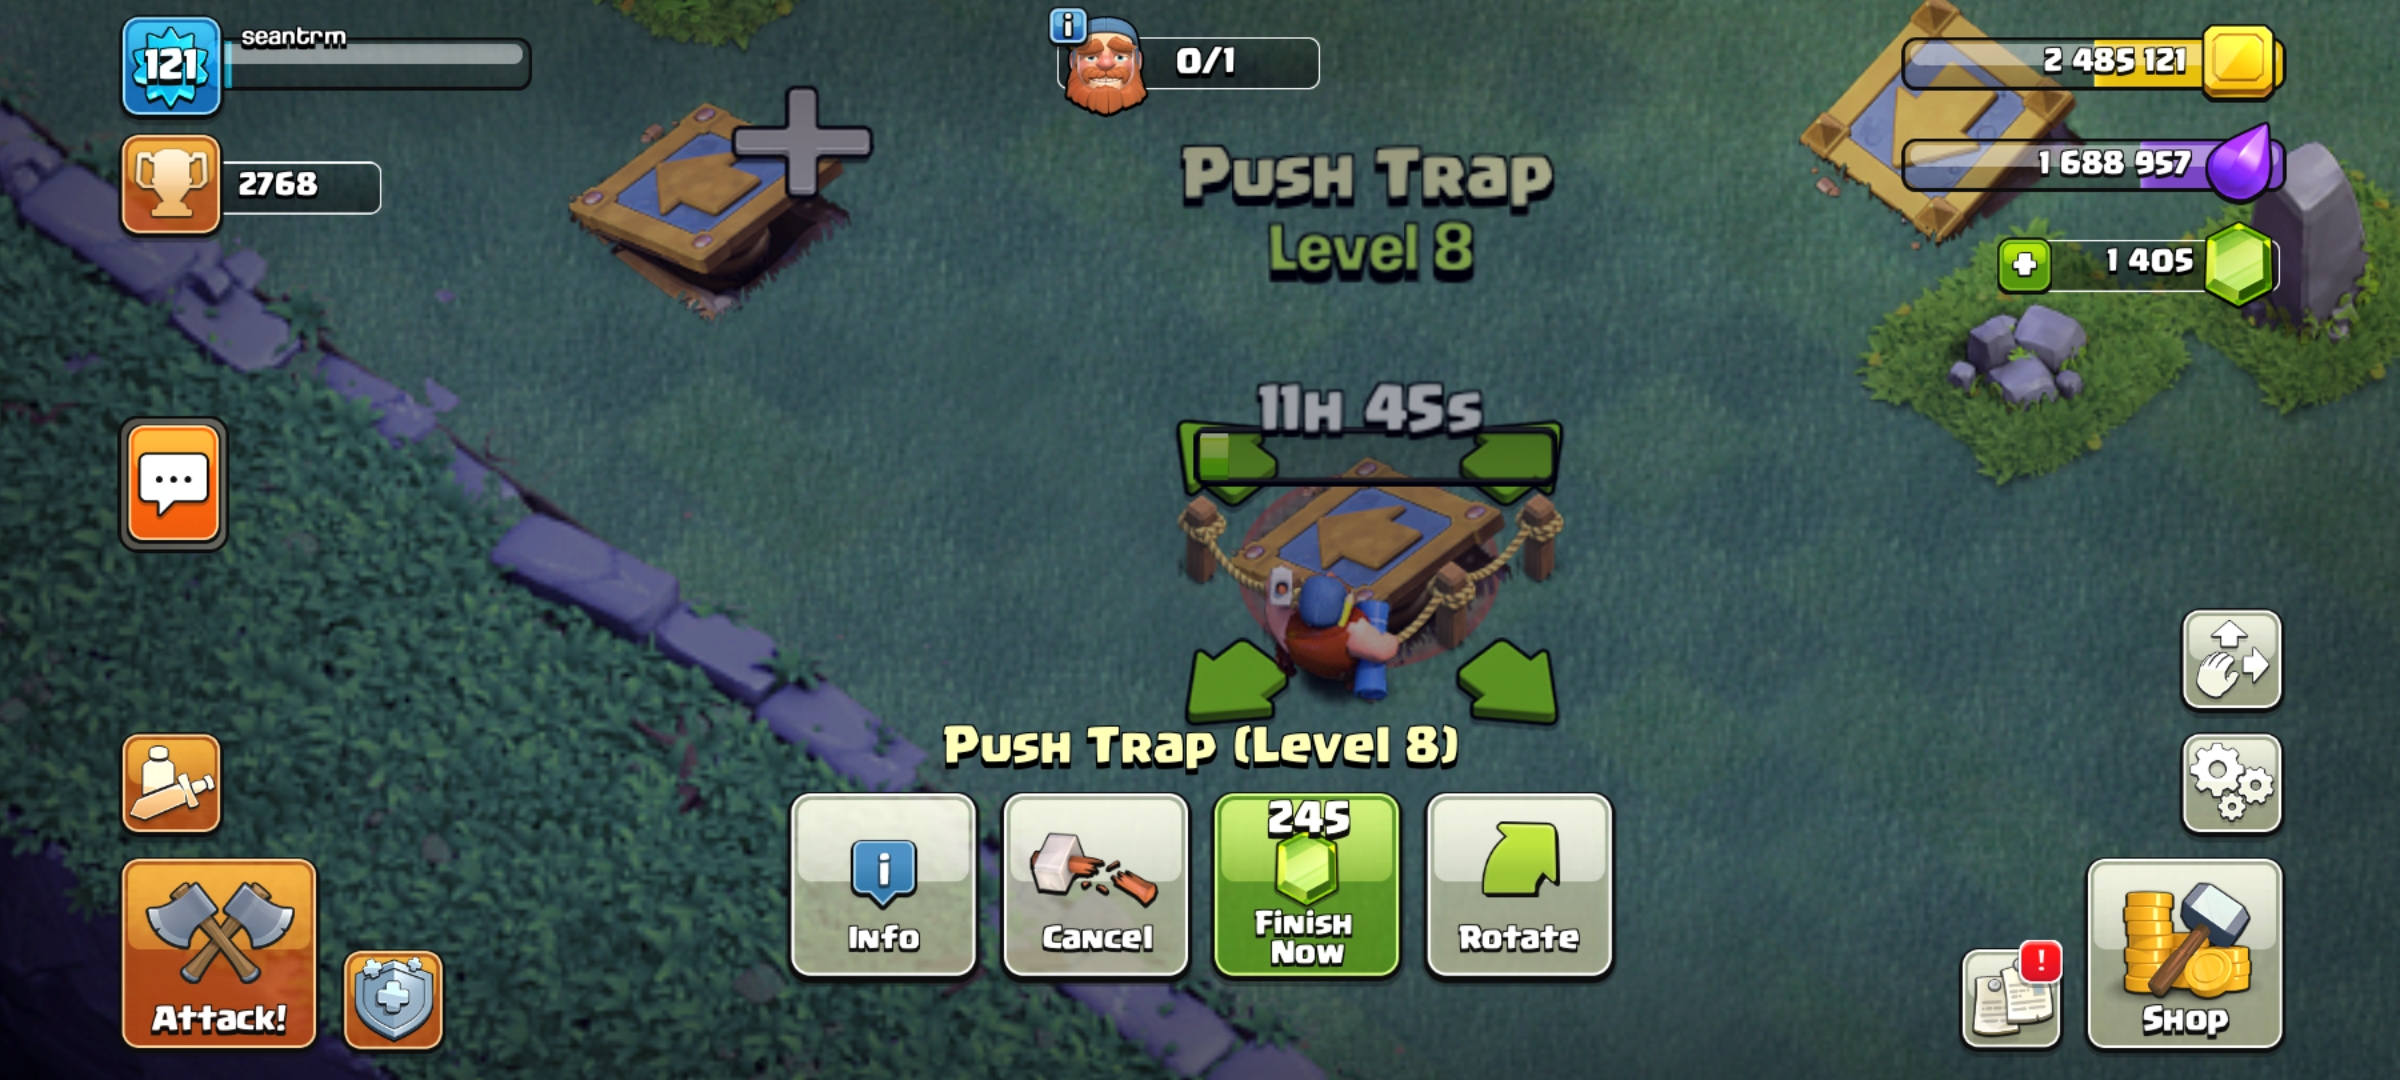 121
seantrm
0/1
2 485 121
2768
1 688 957
1 405
Push Trap
Level 8
11H 45s
Push Trap (Level 8)
i
Info
Cancel
245
Finish
Now
Rotate
Attack!
!
Shop